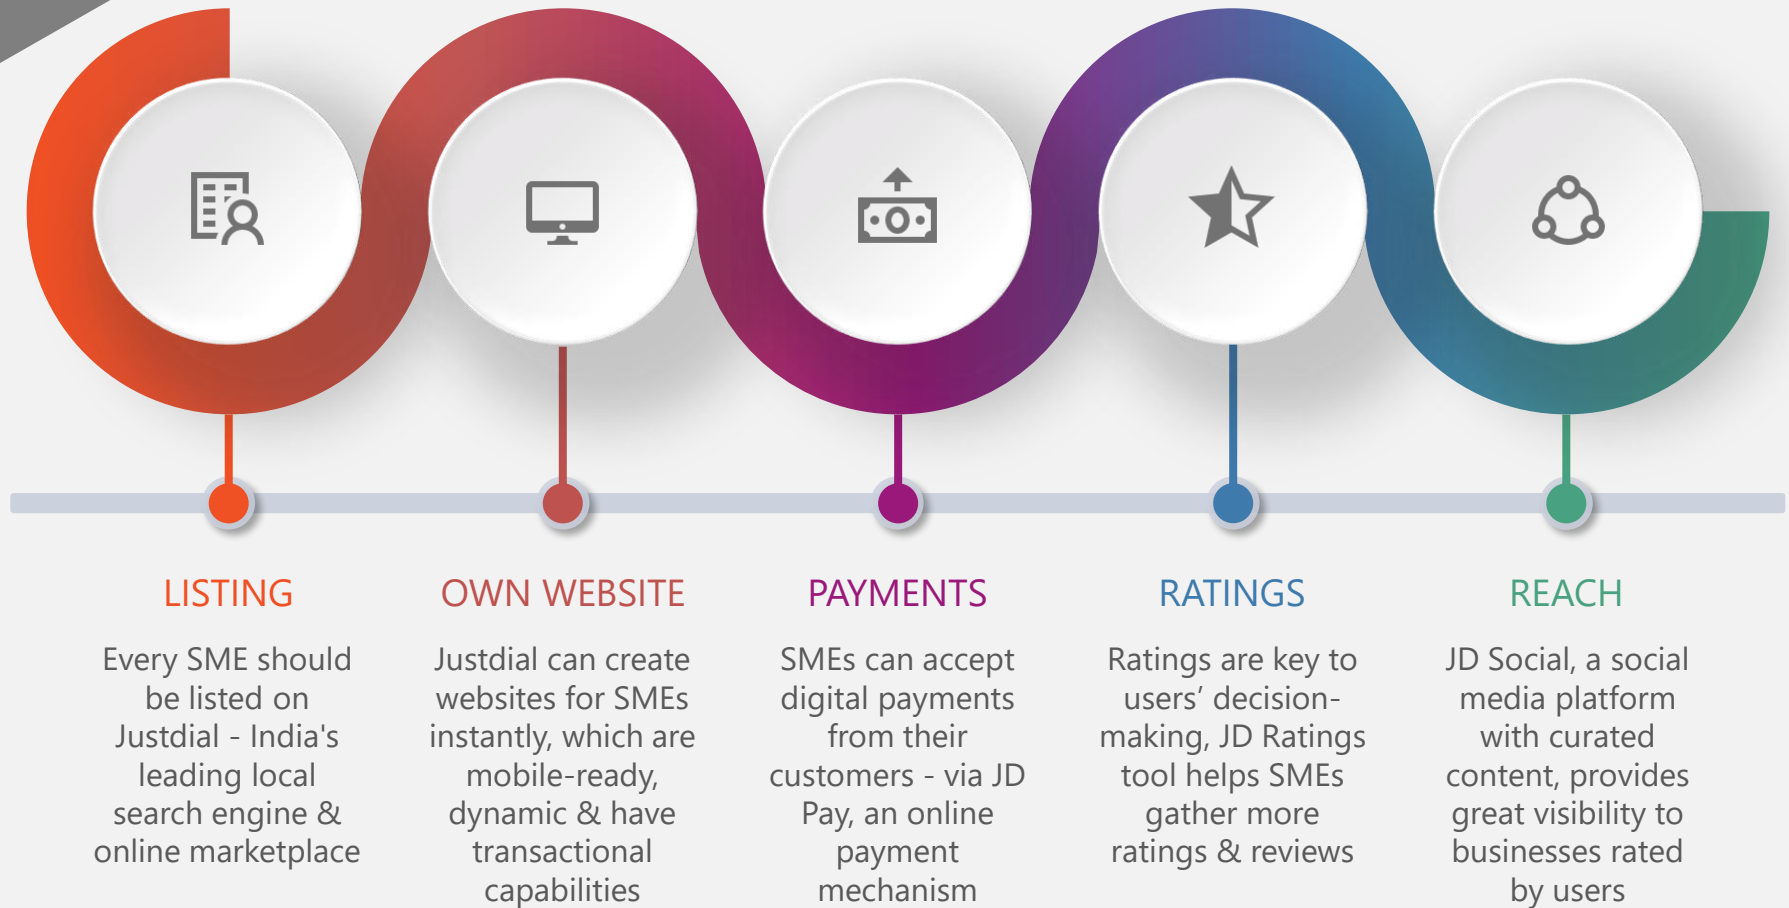 LISTING
Every SME should
be listed on
Justdial - India's
leading local
search engine &
online marketplace
OWN WEBSITE
Justdial can create
websites for SMEs
instantly, which are
mobile-ready,
dynamic & have
transactional
capabilities
PAYMENTS
SMEs can accept
digital payments
from their
customers - via JD
Pay, an online
payment
mechanism
RATINGS
Ratings are key to
users’ decision-
making, JD Ratings
tool helps SMEs
gather more
ratings & reviews
REACH
JD Social, a social
media platform
with curated
content, provides
great visibility to
businesses rated
by users